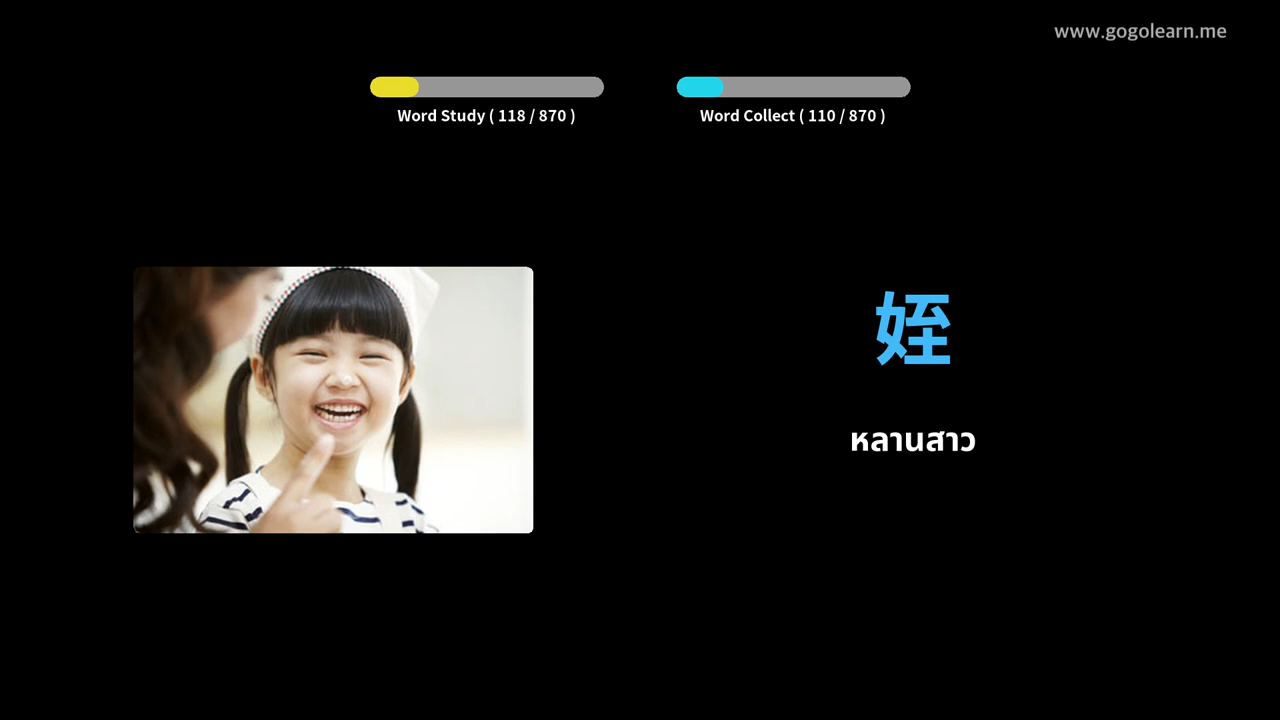 www.gogolearn.me
Word Study ( 118 / 870 )
Word Collect ( 110 / 870 )
姪
หลานสาว